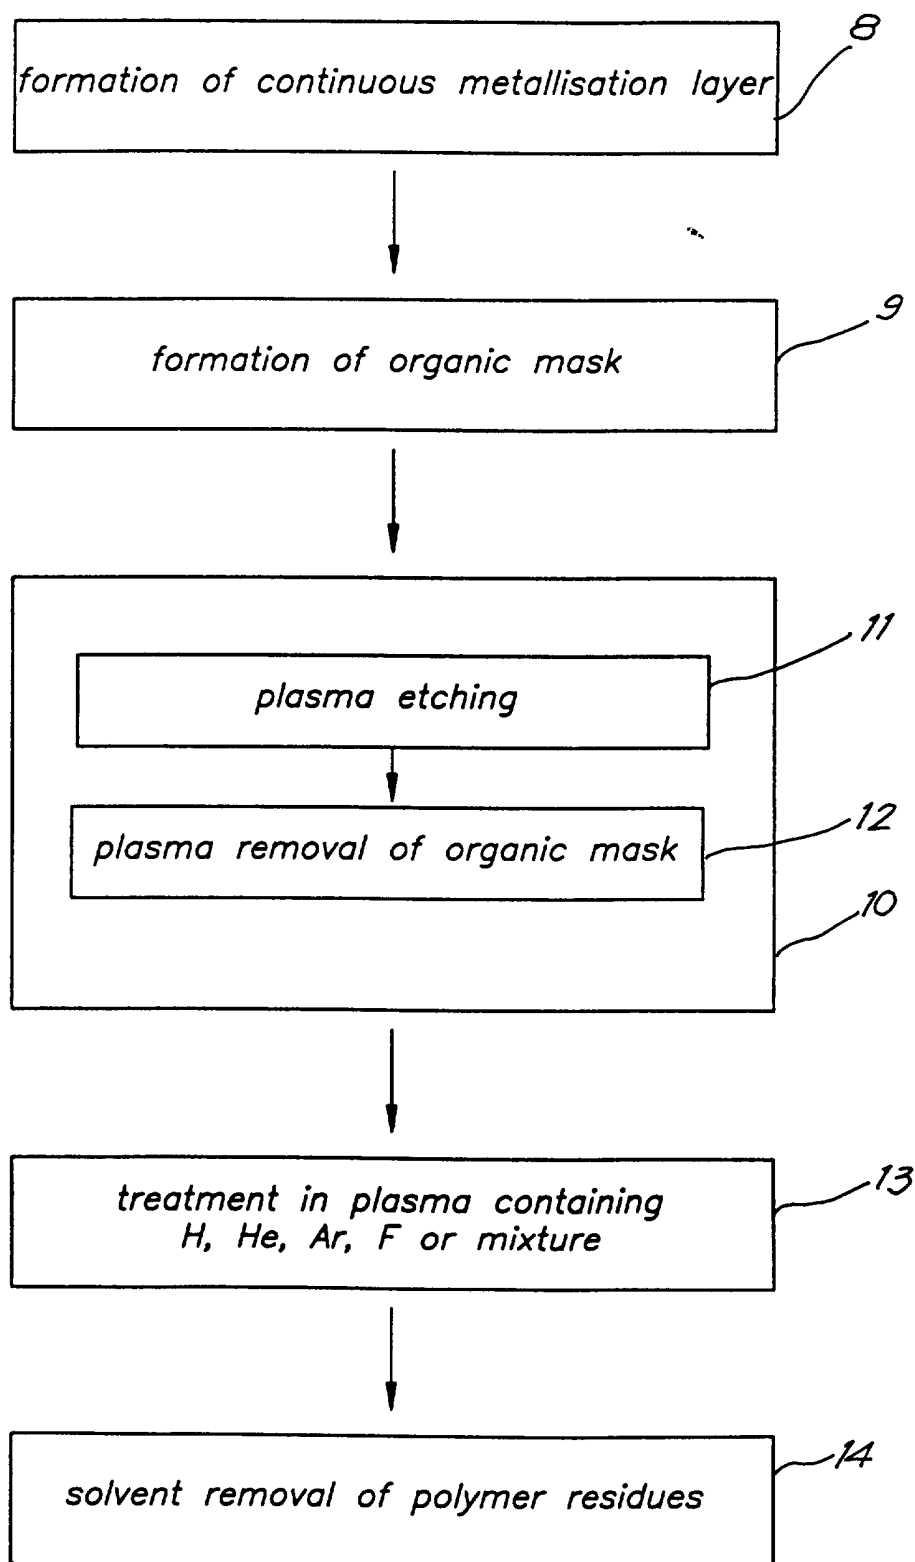 8
formation of continuous metallisation layer
9
formation of organic mask
11
plasma etching
12
plasma removal of organic mask
10
13
treatment in plasma containing
H, He, Ar, F or mixture
14
solvent removal of polymer residues